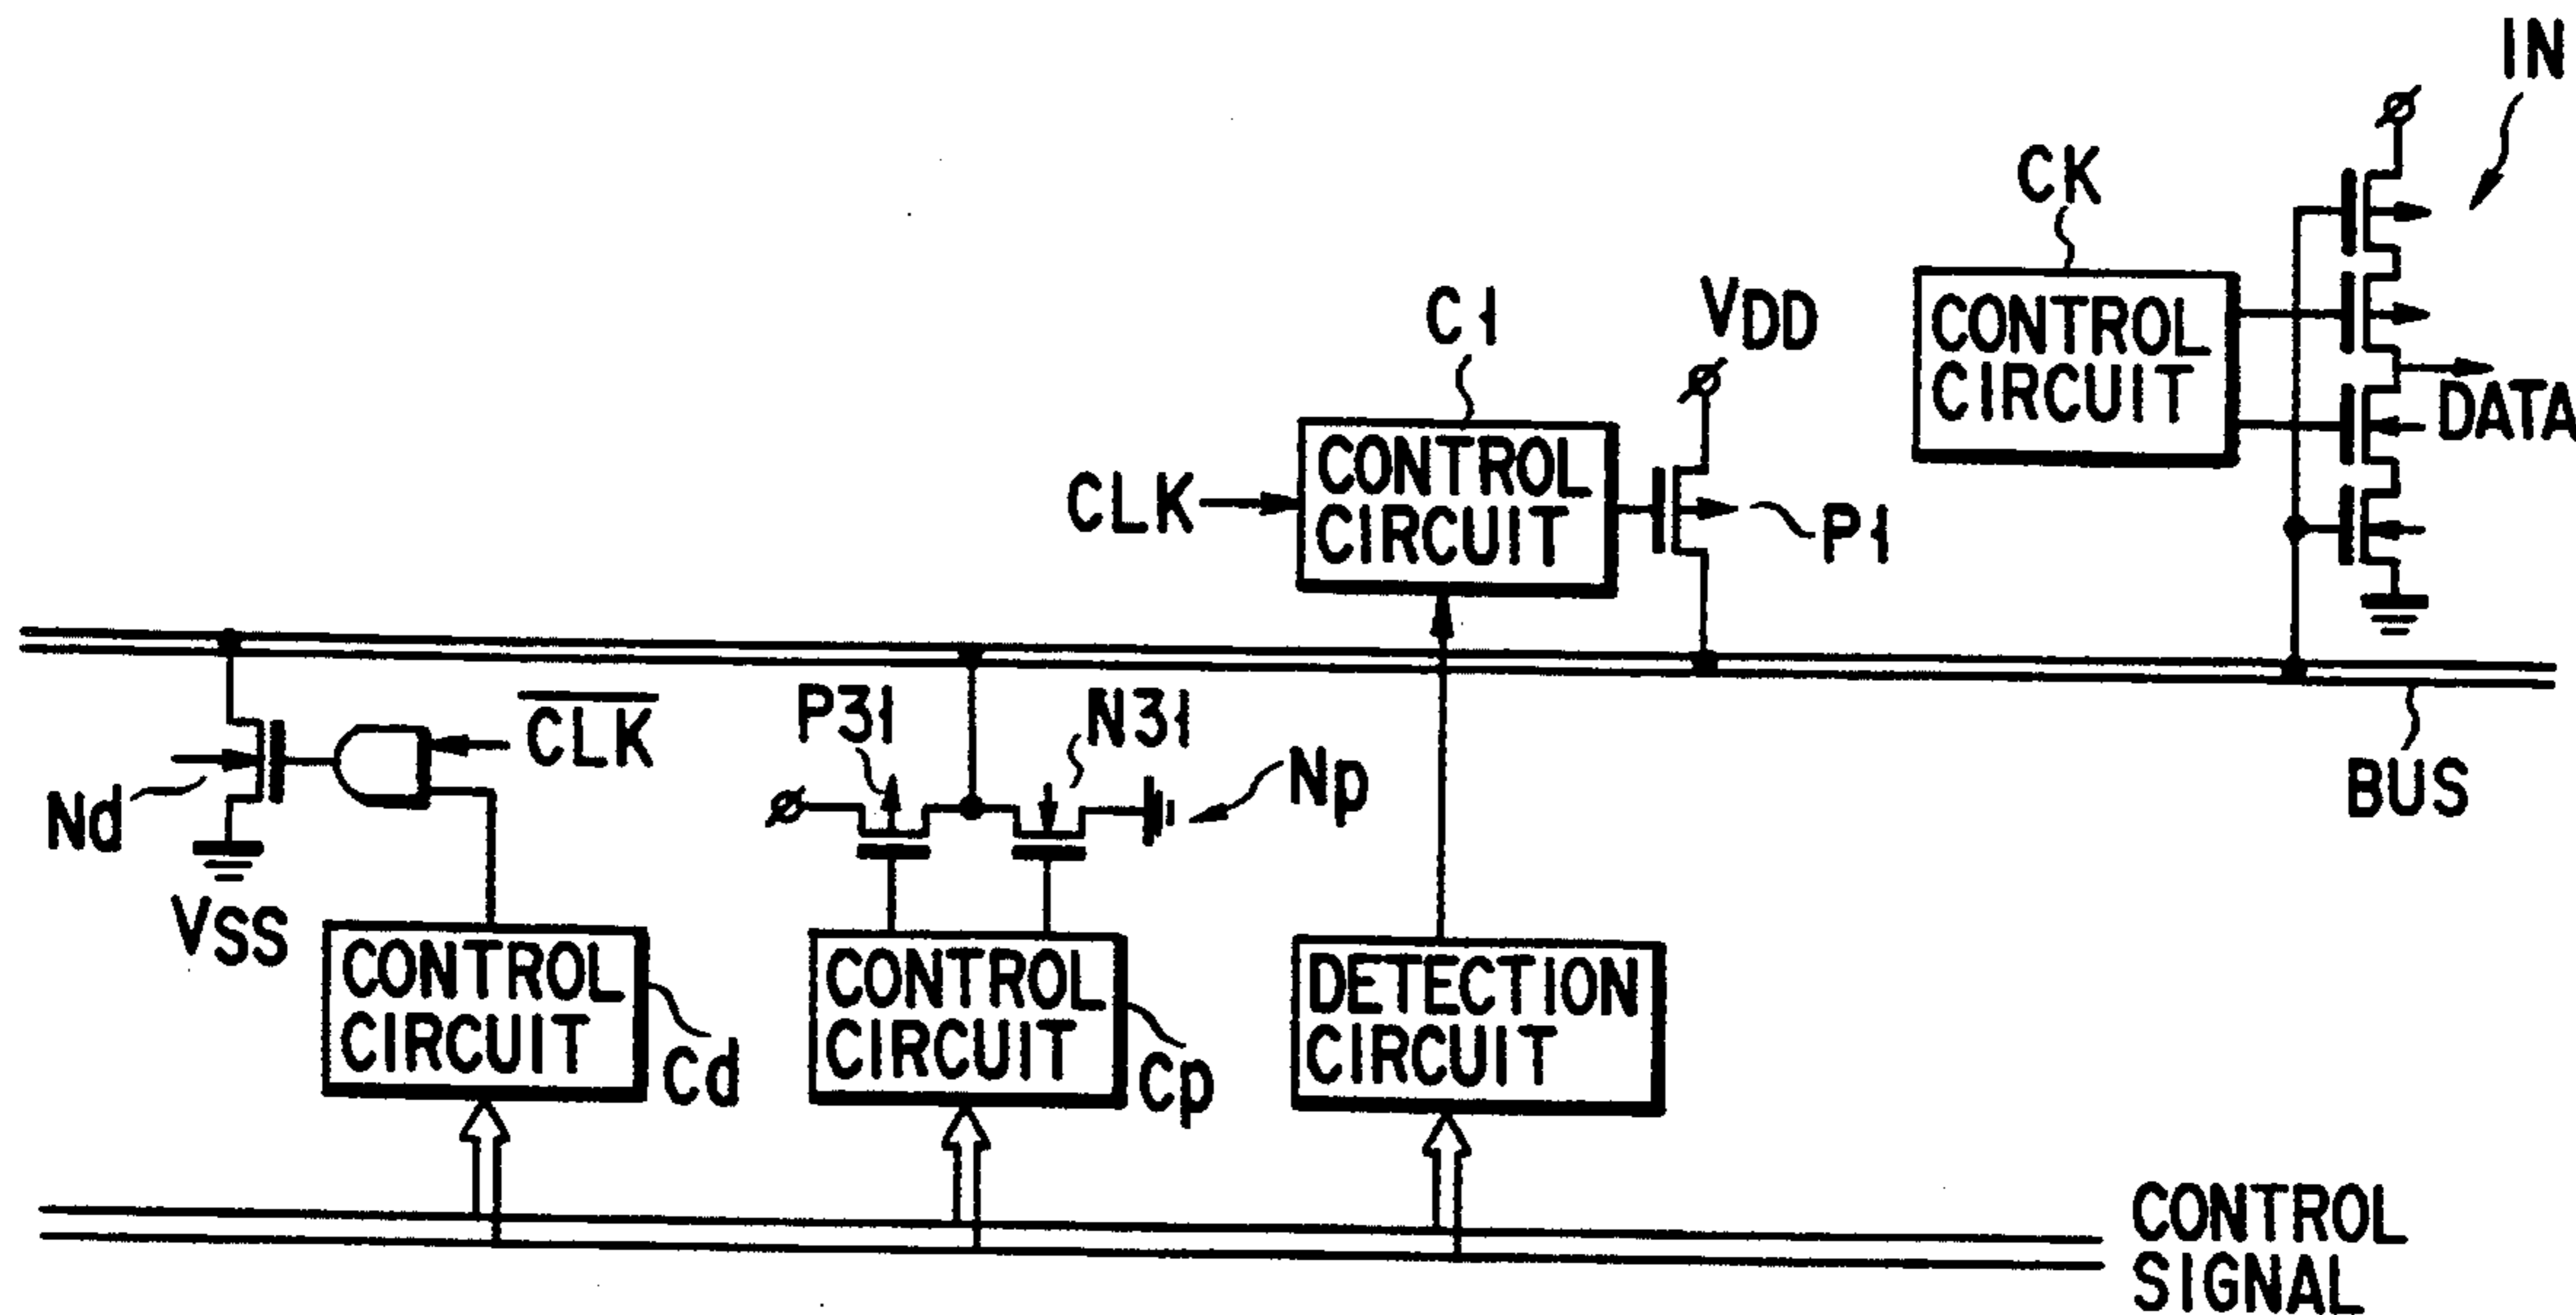 IN
CK
CONTROL
CIRCUIT
DATA
C1
VDD
CLK
CONTROL
CIRCUIT
P1
BUS
Nd
CLK
VSS
P31
N31
Np
CONTROL
CIRCUIT
Cd
CONTROL
CIRCUIT
Cp
DETECTION
CIRCUIT
CONTROL
SIGNAL